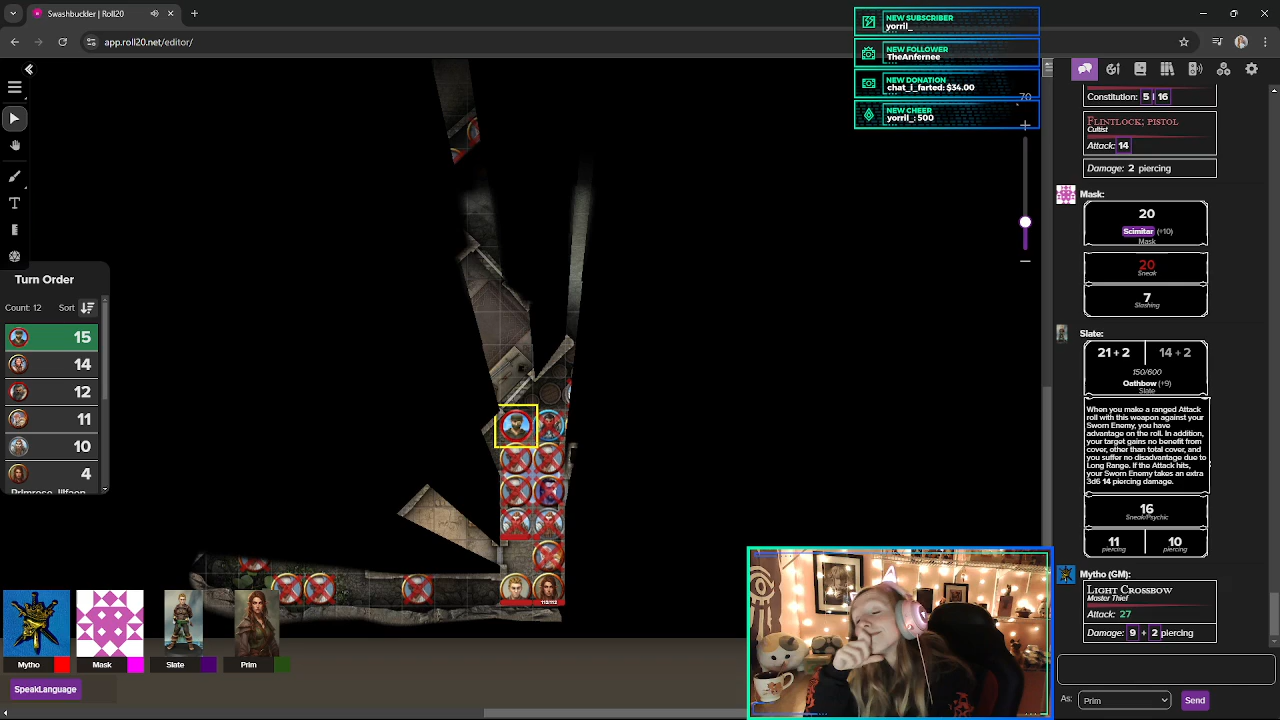 Swaor
app.roll20.net/editor/
NEW SUBSCRIBER
yorril_
NEW FOLLOWER
TheAnfernee
NEW DONATION
chat_i_farted: $34.00
NEW CHEER
yorril_: 500
70
Turn Order
Count: 12 Sort
15
14
12
11
10
4
112/112
Mytho
Mask
Slate
Prim
SpeakLanguage
Constitution: 5 | 16
Cultist
Attack: 14
Damage: 2 piercing
Mask:
20
Scimitar (+10)
Mask
20
Sneak
7
Slashing
Slate:
21 + 2 14 + 2
150/600
Oathbow (+9)
Slate
When you make a ranged Attack
roll with this weapon against your
Sworn Enemy, you have
advantage on the roll. In addition,
your target gains no benefit from
cover, other than total cover, and
you suffer no disadvantage due to
Long Range. If the Attack hits,
your Sworn Enemy takes an extra
3d6 14 piercing damage.
16
Sneak/Psychic
11
piercing
10
piercing
Mytho (GM):
Light Crossbow
Master Thief
Attack: 27
Damage: 9 + 2 piercing
As: Prim Send